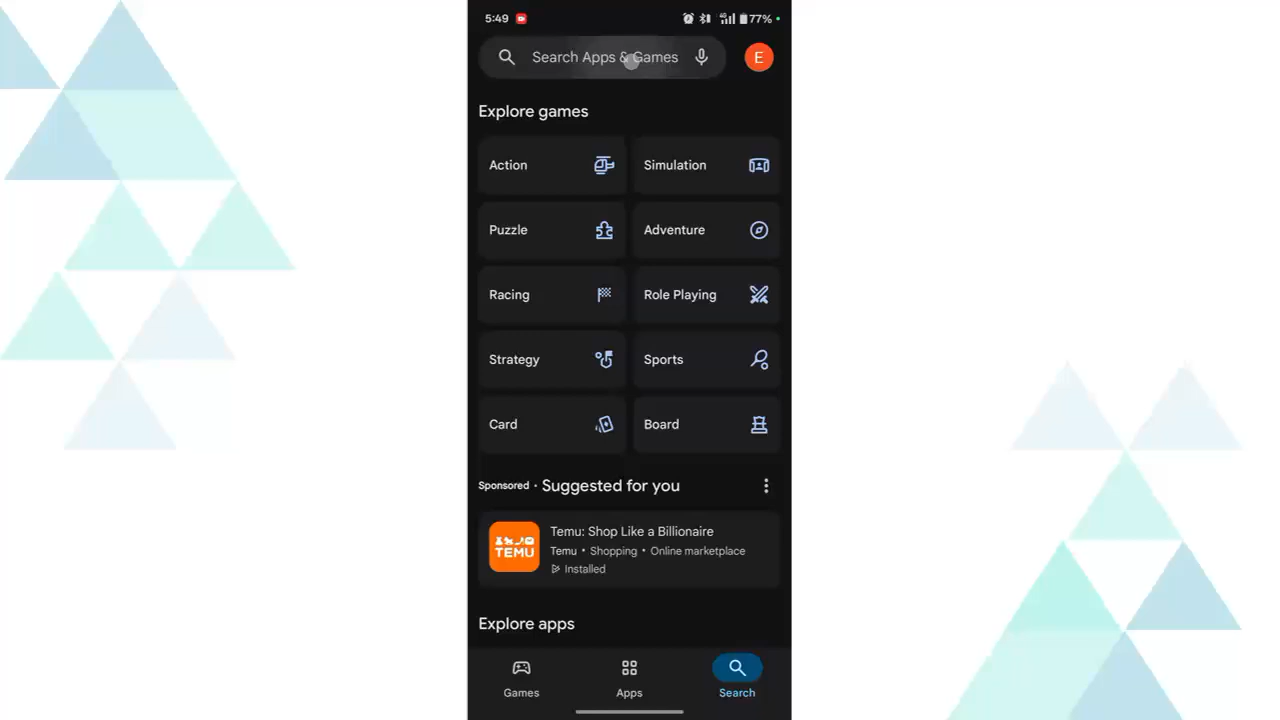 5:49 77%
Search Apps & Games E
Explore games
Action Simulation
Puzzle Adventure
Racing Role Playing
Strategy Sports
Card Board
Sponsored • Suggested for you
TEMU
Temu: Shop Like a Billionaire
Temu • Shopping • Online marketplace
Installed
Explore apps
Games Apps Search